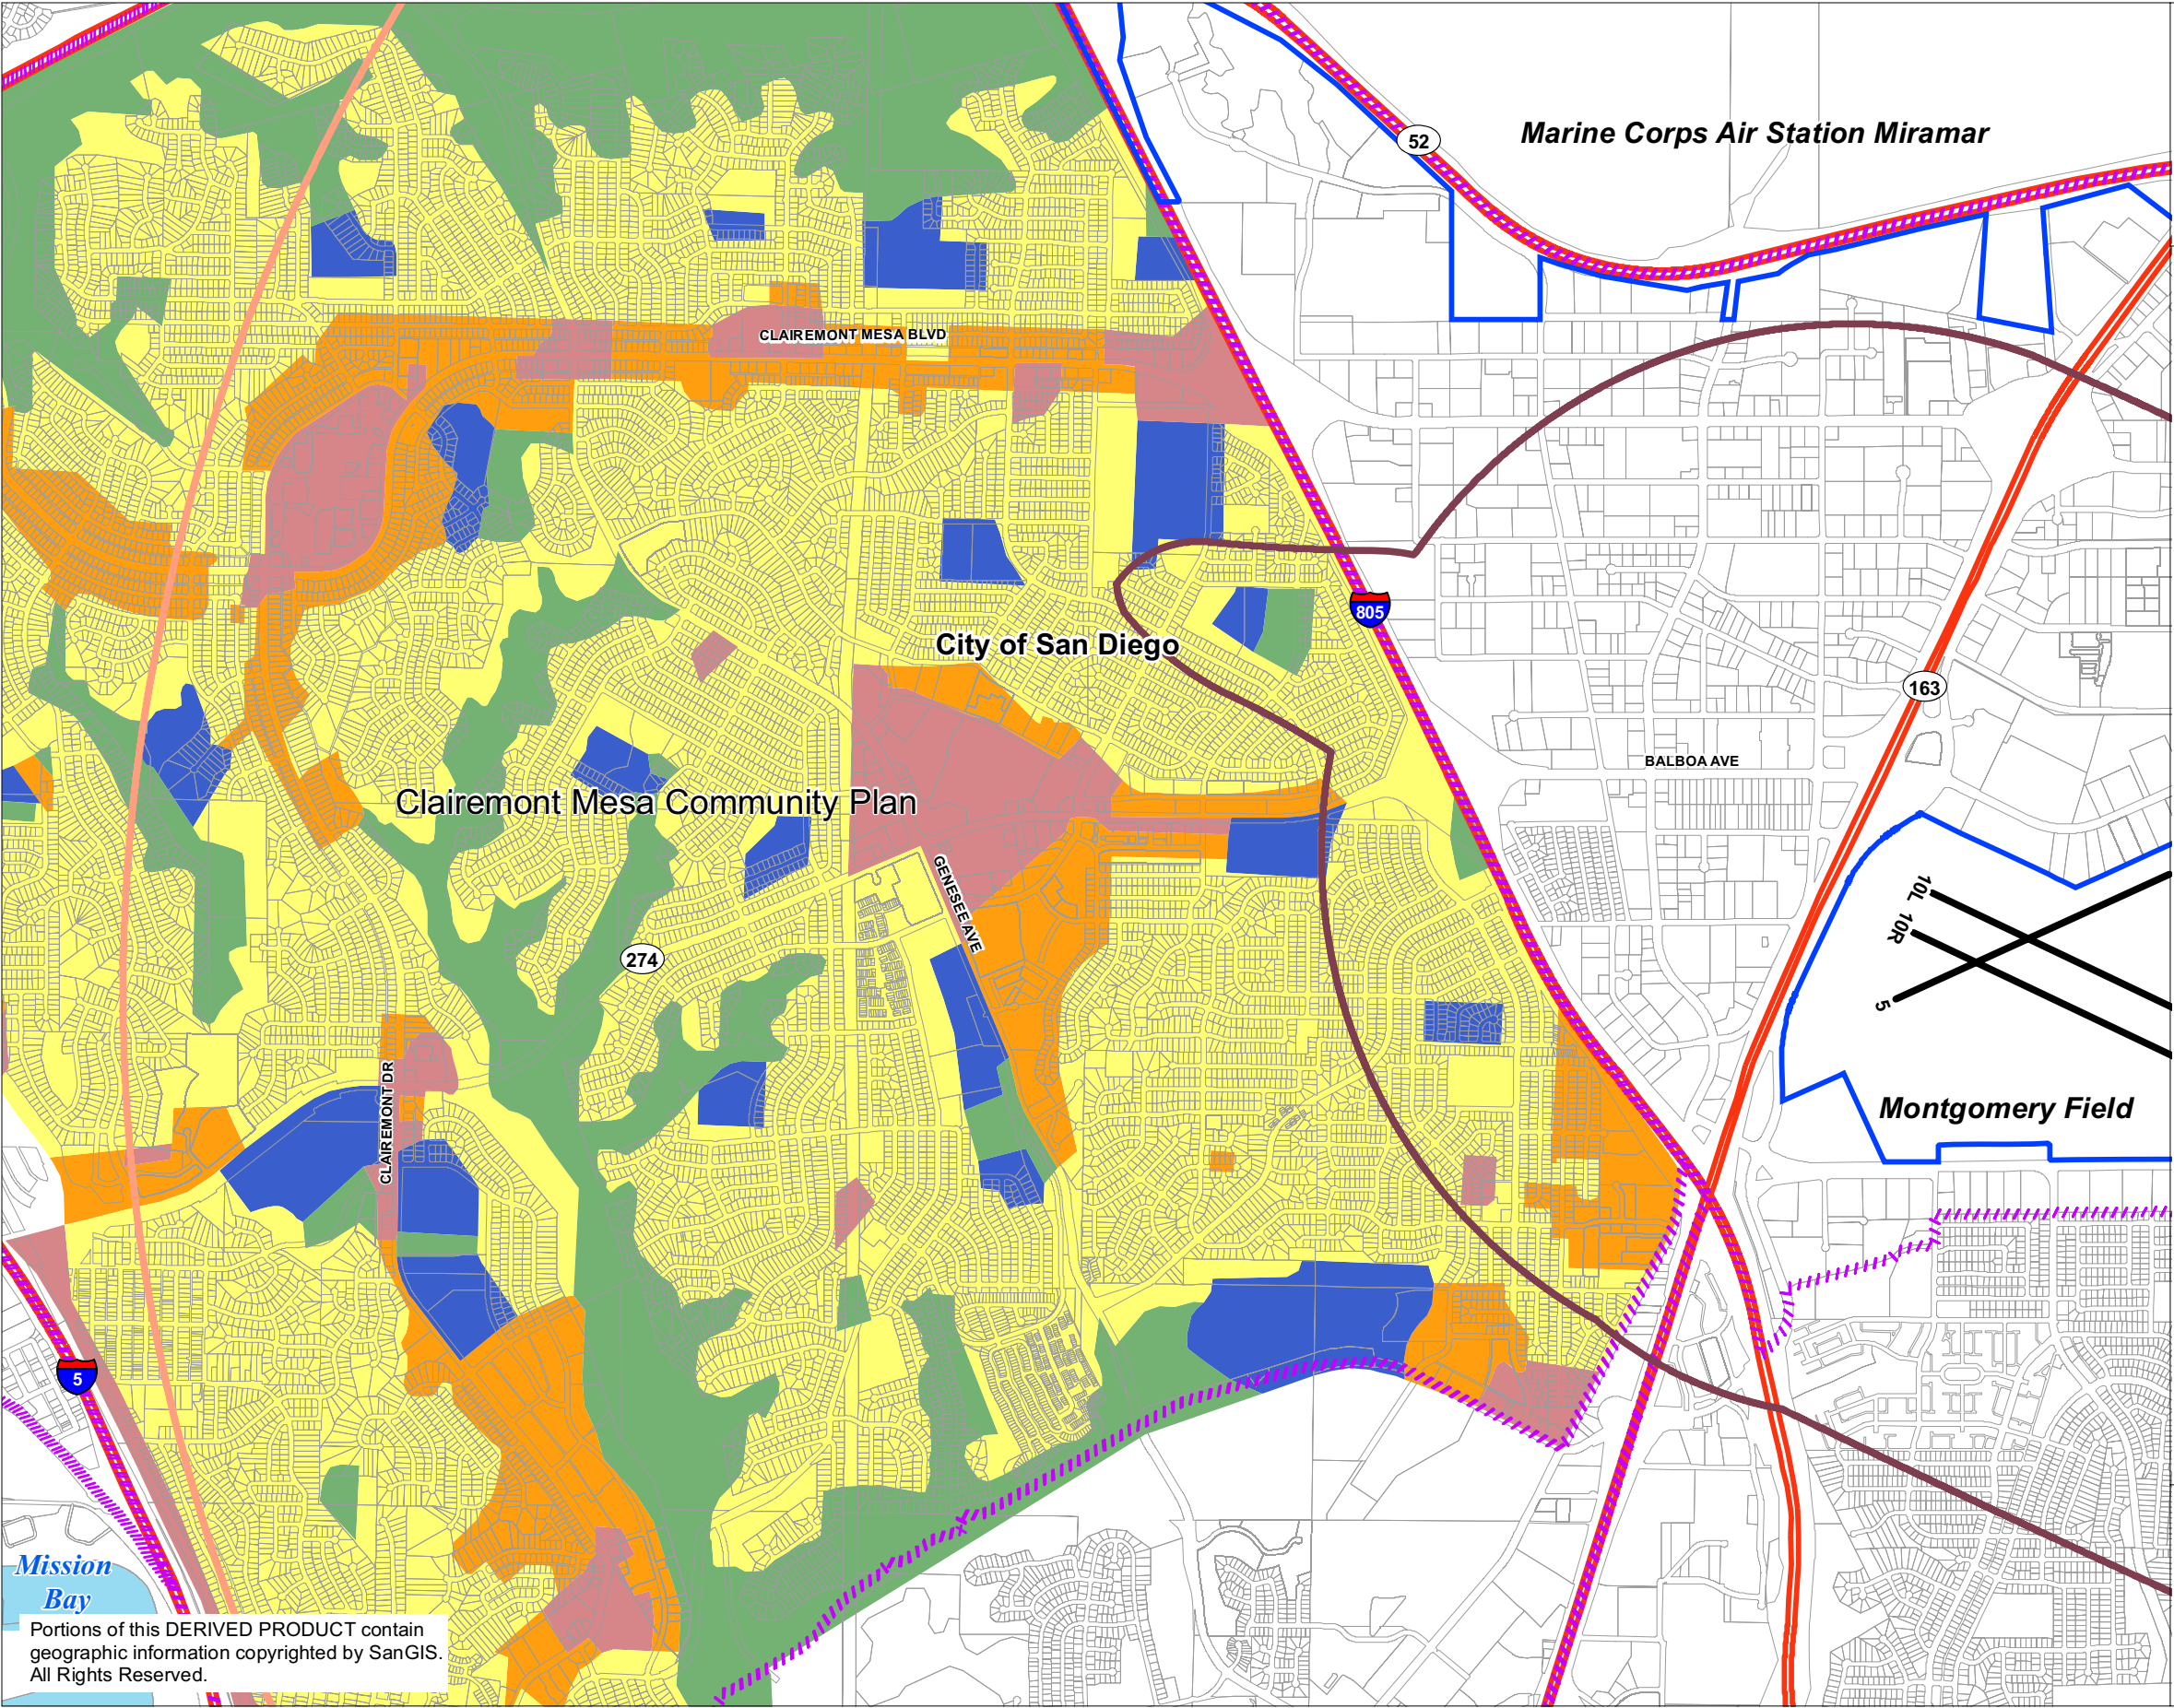 Marine Corps Air Station Miramar
52
CLAIREMONT MESA BLVD
805
City of San Diego
163
BALBOA AVE
Clairemont Mesa Community Plan
GENESEE AVE
10L
10R
5
274
CLAIREMONT DR
Montgomery Field
5
Mission
Bay
Portions of this DERIVED PRODUCT contain
geographic information copyrighted by SanGIS.
All Rights Reserved.